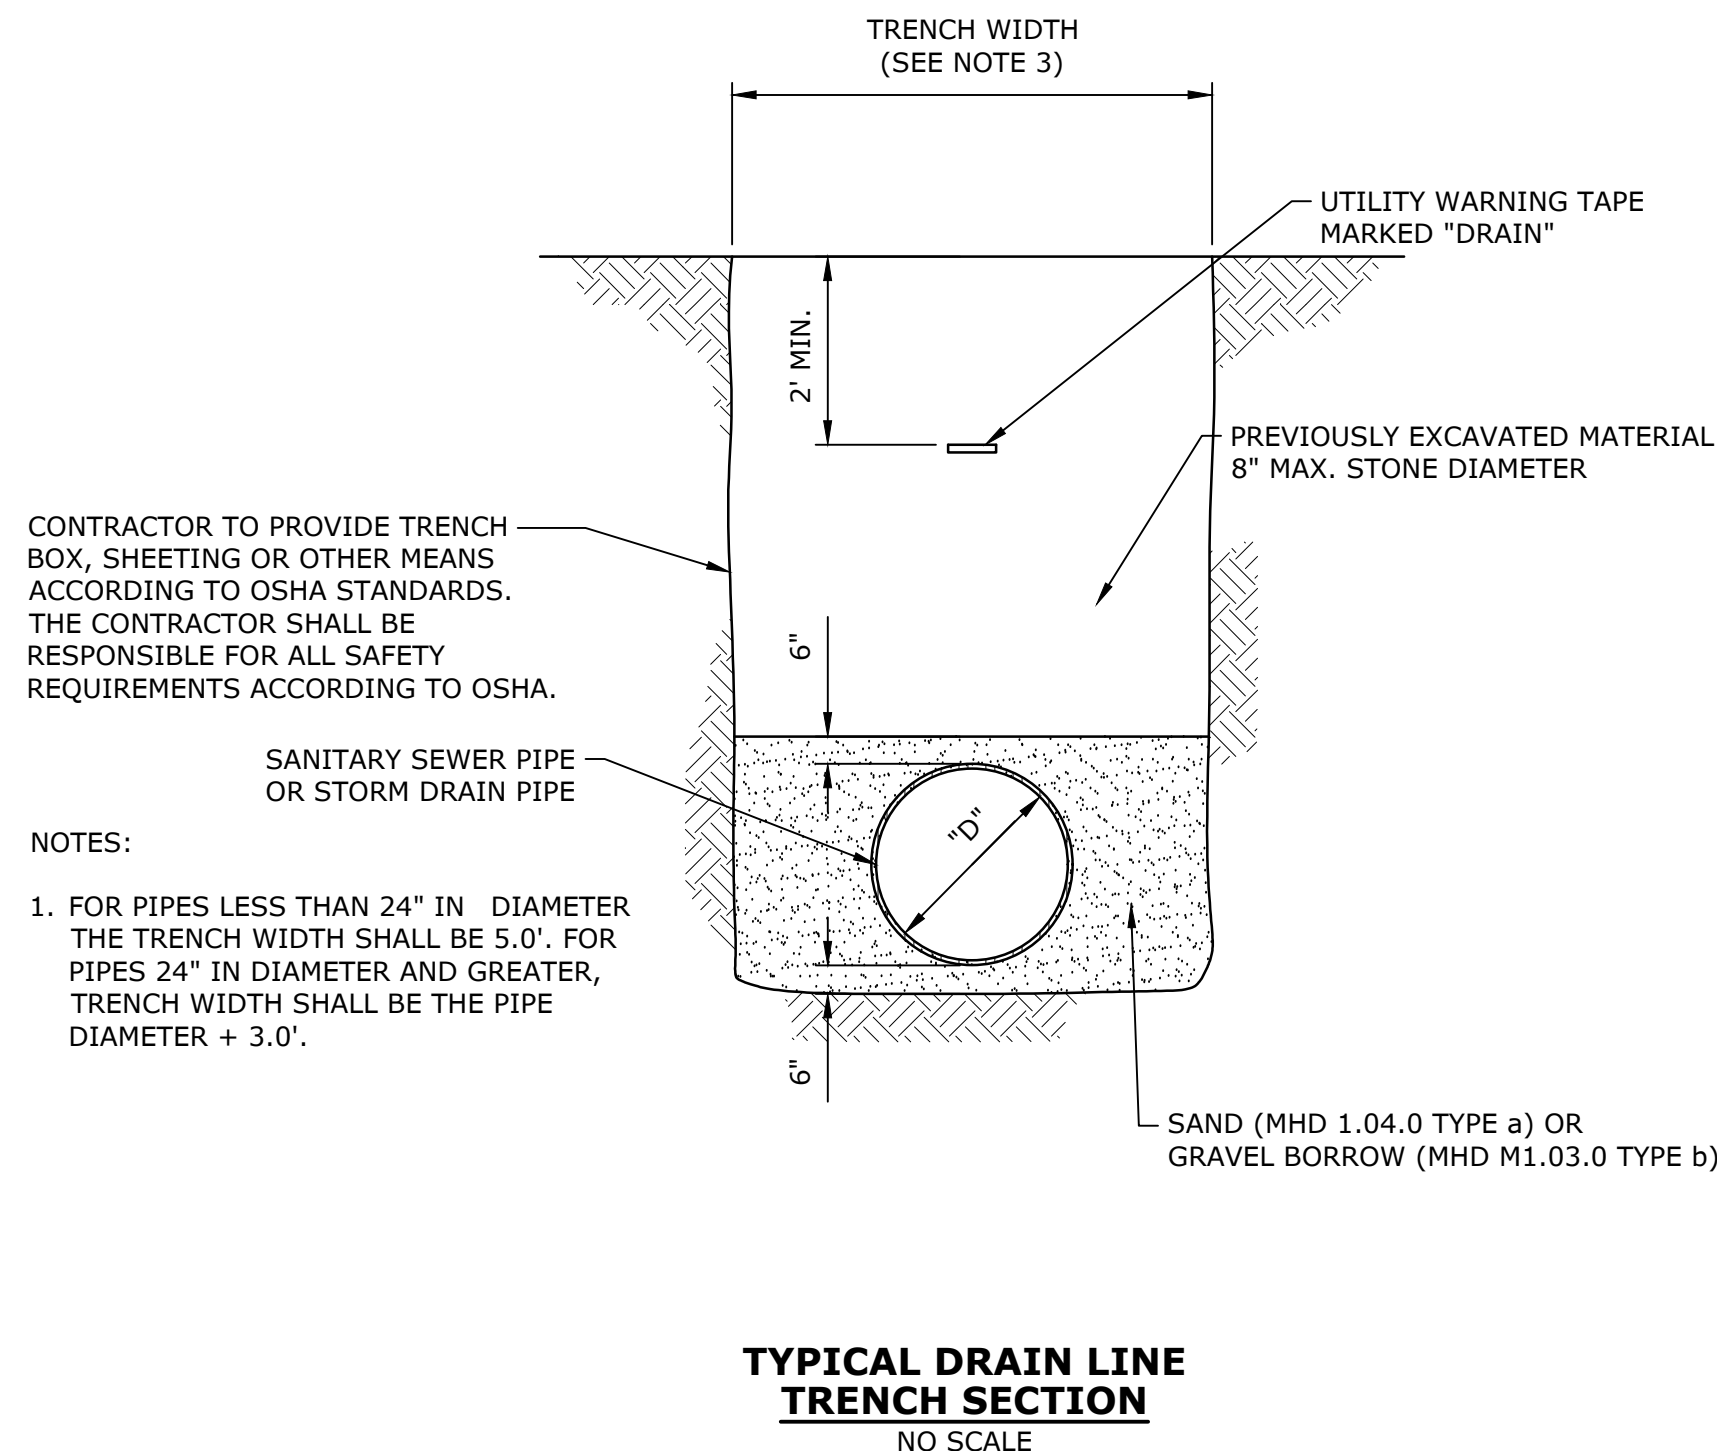 TRENCH WIDTH
(SEE NOTE 3)
UTILITY WARNING TAPE
MARKED "DRAIN"
2' MIN.
PREVIOUSLY EXCAVATED MATERIAL
8" MAX. STONE DIAMETER
CONTRACTOR TO PROVIDE TRENCH
BOX, SHEETING OR OTHER MEANS
ACCORDING TO OSHA STANDARDS.
THE CONTRACTOR SHALL BE
RESPONSIBLE FOR ALL SAFETY
REQUIREMENTS ACCORDING TO OSHA.
6"
SANITARY SEWER PIPE
OR STORM DRAIN PIPE
"D"
NOTES:
1. FOR PIPES LESS THAN 24" IN DIAMETER
THE TRENCH WIDTH SHALL BE 5.0'. FOR
PIPES 24" IN DIAMETER AND GREATER,
TRENCH WIDTH SHALL BE THE PIPE
DIAMETER + 3.0'.
6"
SAND (MHD 1.04.0 TYPE a) OR
GRAVEL BORROW (MHD M1.03.0 TYPE b)
TYPICAL DRAIN LINE
TRENCH SECTION
NO SCALE